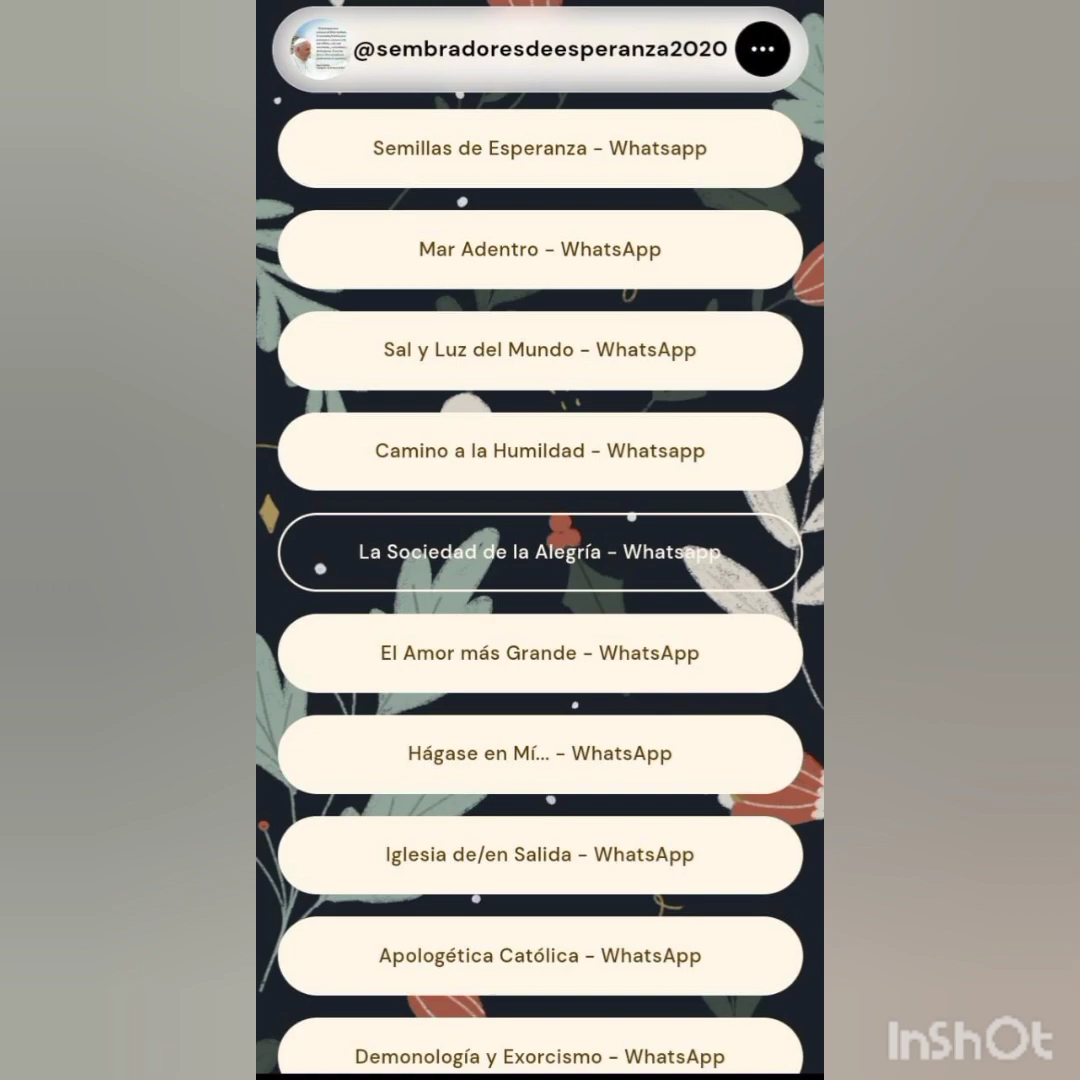 @sembradoresdeesperanza2020
Semillas de Esperanza - Whatsapp
Mar Adentro - WhatsApp
Sal y Luz del Mundo - WhatsApp
Camino a la Humildad - Whatsapp
La Sociedad de la Alegría - Whatsapp
El Amor más Grande - WhatsApp
Hágase en Mí... - WhatsApp
Iglesia de/en Salida - WhatsApp
Apologética Católica - WhatsApp
Demonología y Exorcismo - WhatsApp
InShOt